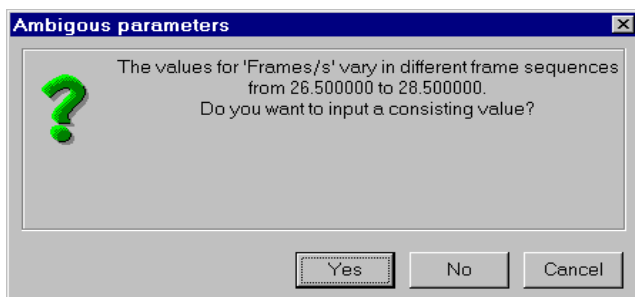 Ambigous parameters
The values for 'Frames/s' vary in different frame sequences
from 26.500000 to 28.500000.
Do you want to input a consisting value?
Yes No Cancel